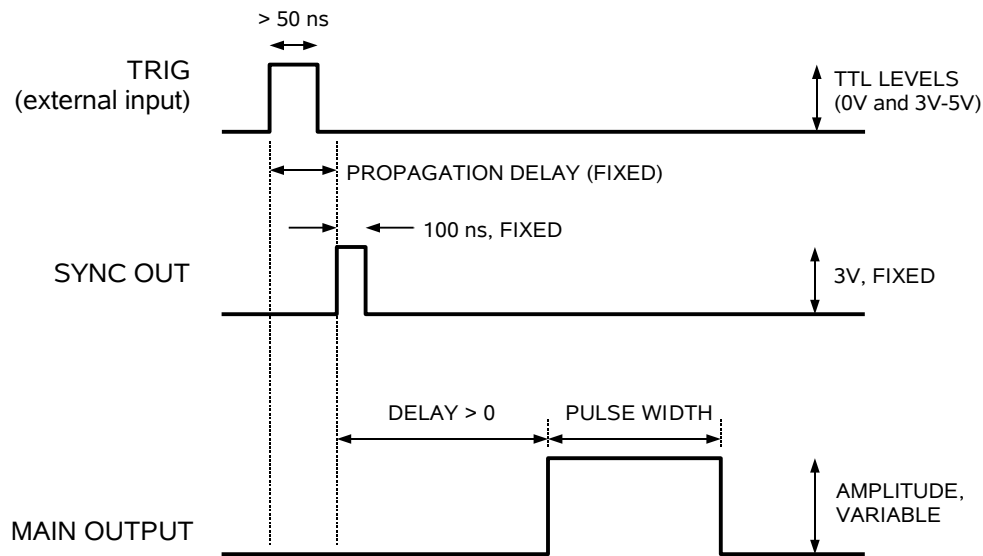 > 50 ns
TRIG
(external input)
TTL LEVELS
(0V and 3V-5V)
PROPAGATION DELAY (FIXED)
100 ns, FIXED
SYNC OUT
3V, FIXED
DELAY > 0
PULSE WIDTH
AMPLITUDE,
VARIABLE
MAIN OUTPUT